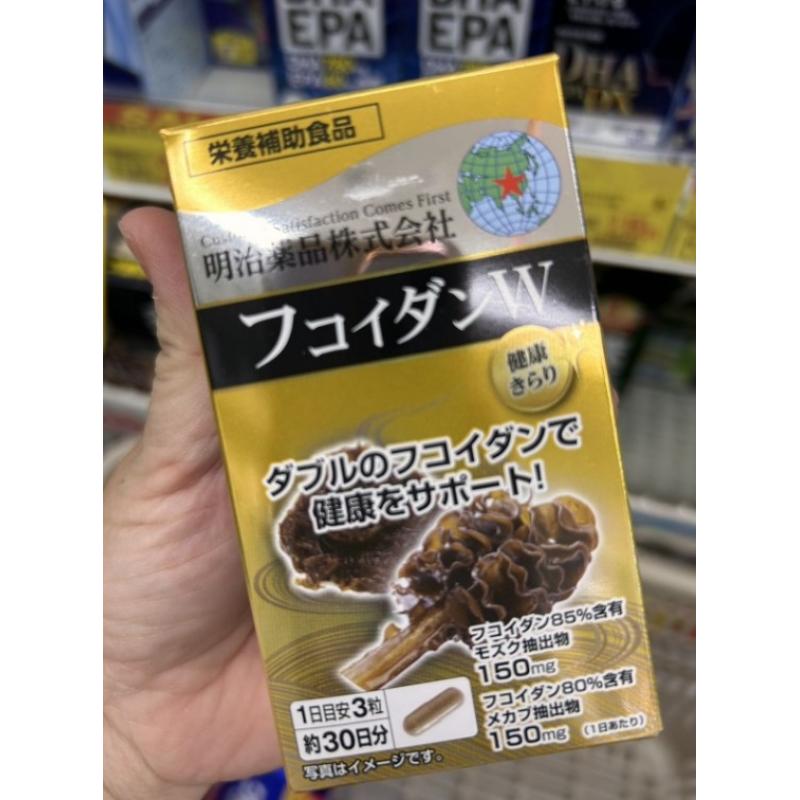 EPA
EPA
DHA
DX
栄養補助食品
Customer Satisfaction Comes First
明治薬品株式会社
フコイダンW
健康
きらり
ダブルのフコイダンで
健康をサポート!
フコイダン85%含有
モズク抽出物
150mg
フコイダン80%含有
メカブ抽出物
150mg (1日あたり)
1日目安3粒
約30日分
写真はイメージです。